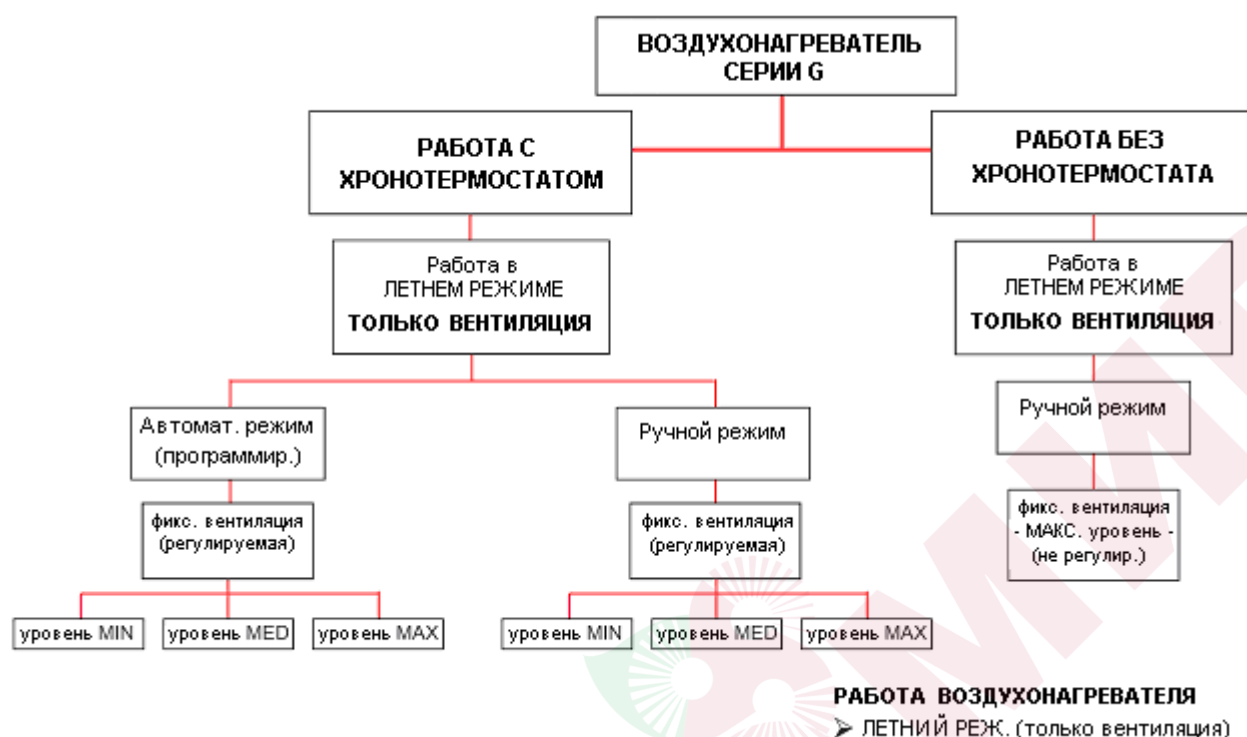 ВОЗДУХОНАГРЕВАТЕЛЬ
СЕРИИ G
РАБОТА С
ХРОНОТЕРМОСТАТОМ
РАБОТА БЕЗ
ХРОНОТЕРМОСТАТА
Работа в
ЛЕТНЕМ РЕЖИМЕ
ТОЛЬКО ВЕНТИЛЯЦИЯ
Работа в
ЛЕТНЕМ РЕЖИМЕ
ТОЛЬКО ВЕНТИЛЯЦИЯ
Автомат. режим
(программир.)
Ручной режим
Ручной режим
фикс. вентиляция
(регулируемая)
фикс. вентиляция
(регулируемая)
фикс. вентиляция
- МАКС. уровень -
(не регулир.)
уровень MIN
уровень MED
уровень MAX
уровень MIN
уровень MED
уровень MAX
РАБОТА ВОЗДУХОНАГРЕВАТЕЛЯ
➢ ЛЕТНИЙ РЕЖ. (только вентиляция)